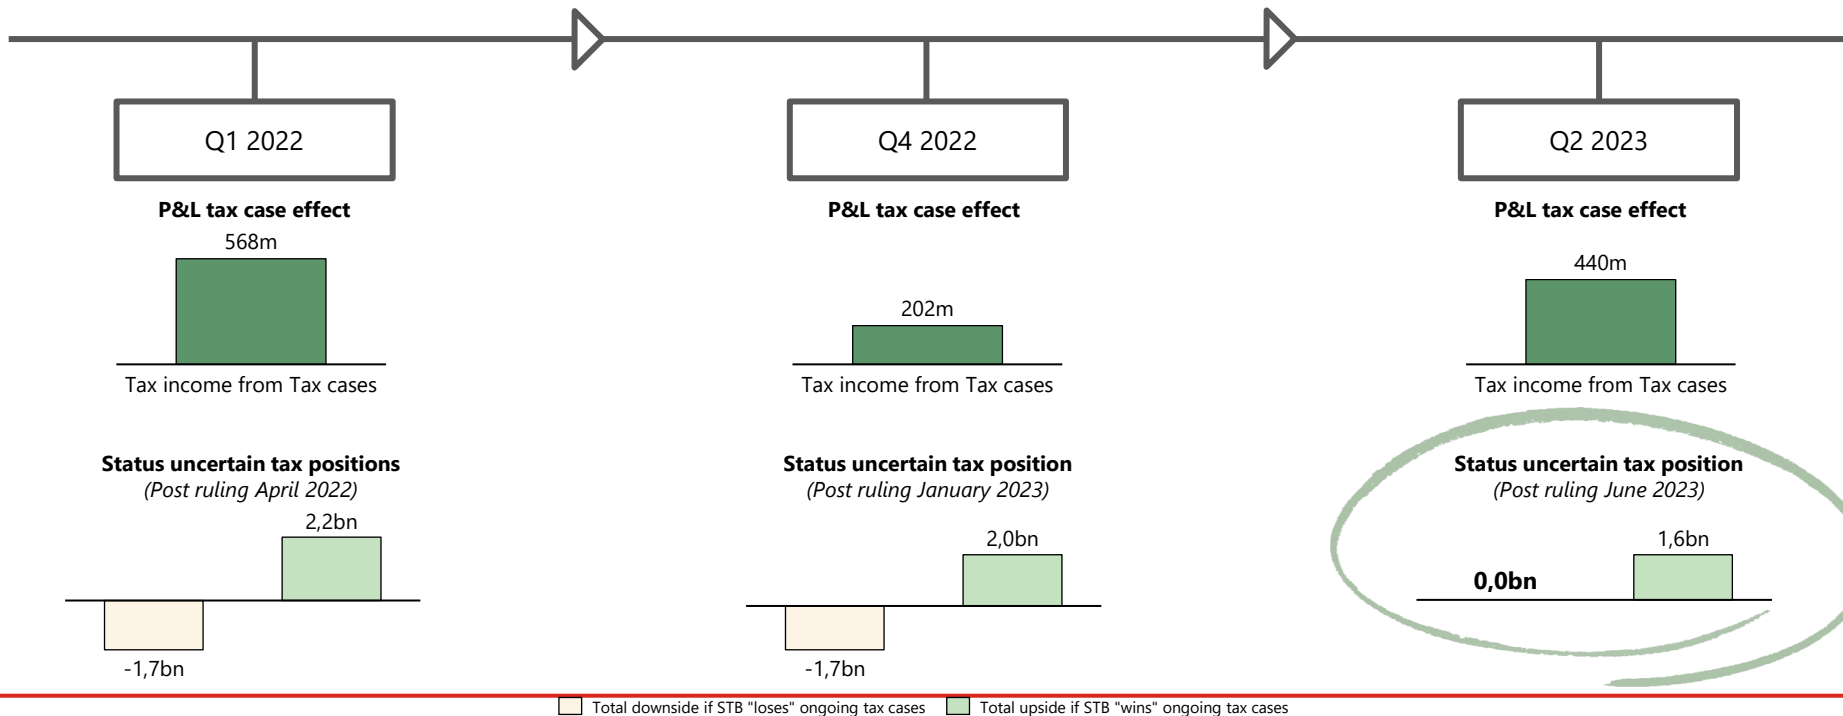 Q1 2022
P&L tax case effect
568m
Tax income from Tax cases
Status uncertain tax positions
(Post ruling April 2022)
2,2bn
-1,7bn
Q4 2022
P&L tax case effect
202m
Tax income from Tax cases
Status uncertain tax position
(Post ruling January 2023)
2,0bn
-1,7bn
Q2 2023
P&L tax case effect
440m
Tax income from Tax cases
Status uncertain tax position
(Post ruling June 2023)
1,6bn
0,0bn
Total downside if STB "loses" ongoing tax cases
Total upside if STB "wins" ongoing tax cases